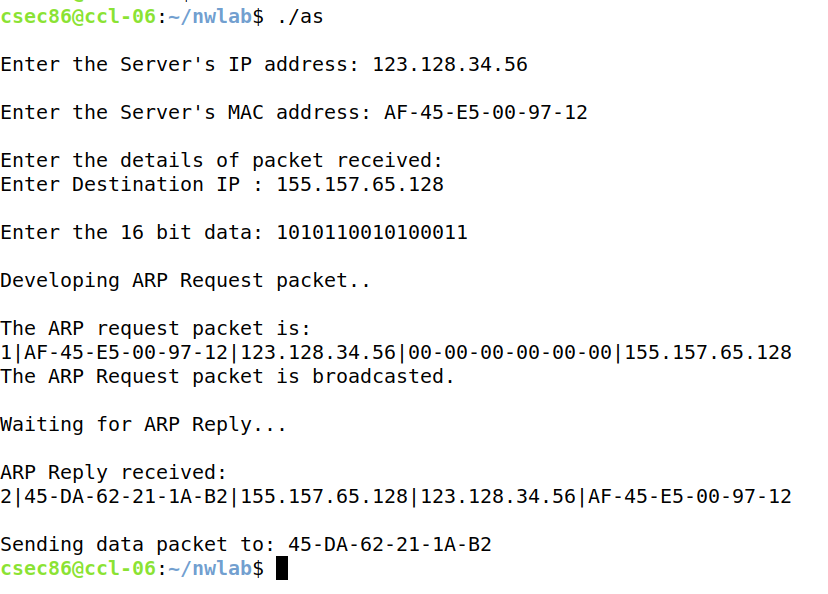 csec86@ccl-06:~/nwlab$ ./as
Enter the Server's IP address: 123.128.34.56
Enter the Server's MAC address: AF-45-E5-00-97-12
Enter the details of packet received:
Enter Destination IP : 155.157.65.128
Enter the 16 bit data: 1010110010100011
Developing ARP Request packet..
The ARP request packet is:
1|AF-45-E5-00-97-12|123.128.34.56|00-00-00-00-00-00|155.157.65.128
The ARP Request packet is broadcasted.
Waiting for ARP Reply...
ARP Reply received:
2|45-DA-62-21-1A-B2|155.157.65.128|123.128.34.56|AF-45-E5-00-97-12
Sending data packet to: 45-DA-62-21-1A-B2
csec86@ccl-06:~/nwlab$